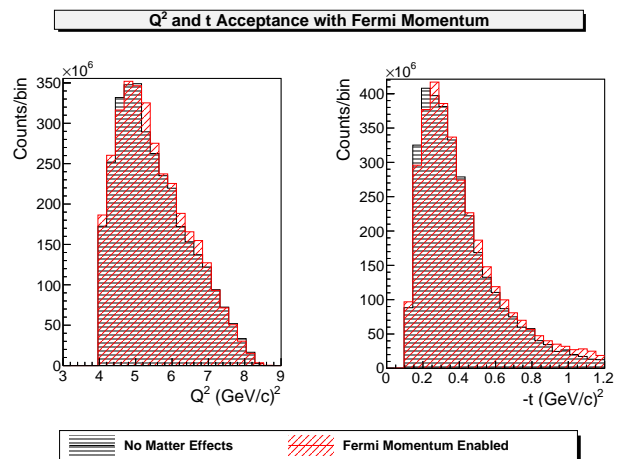 Q² and t Acceptance with Fermi Momentum
×10⁶
Counts/bin
350
300
250
200
150
100
50
0
3 4 5 6 7 8 9
Q² (GeV/c)²
×10⁶
Counts/bin
400
350
300
250
200
150
100
50
0
0 0.2 0.4 0.6 0.8 1 1.2
-t (GeV/c)²
No Matter Effects Fermi Momentum Enabled